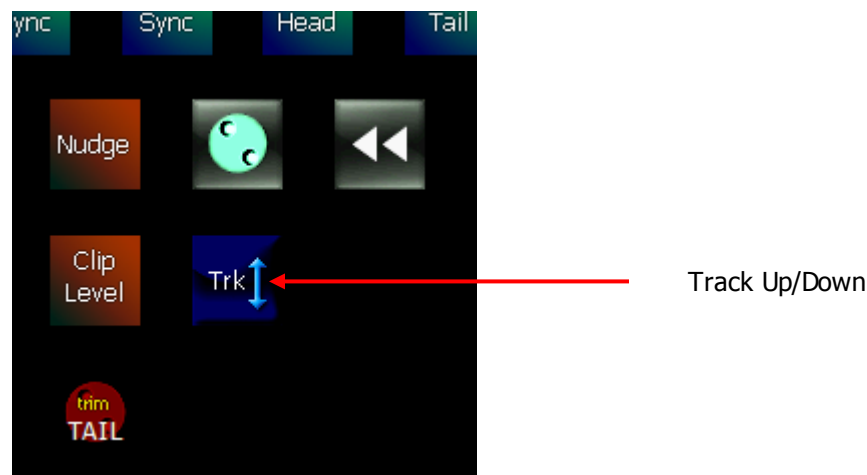 ync Sync Head Tail
Nudge
Clip
Level
Trk
Track Up/Down
trim
TAIL